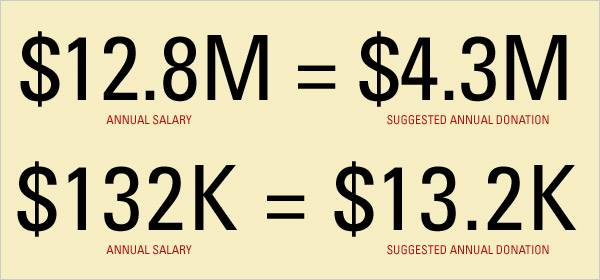 $12.8M = $4.3M
ANNUAL SALARY SUGGESTED ANNUAL DONATION
$132K = $13.2K
ANNUAL SALARY SUGGESTED ANNUAL DONATION